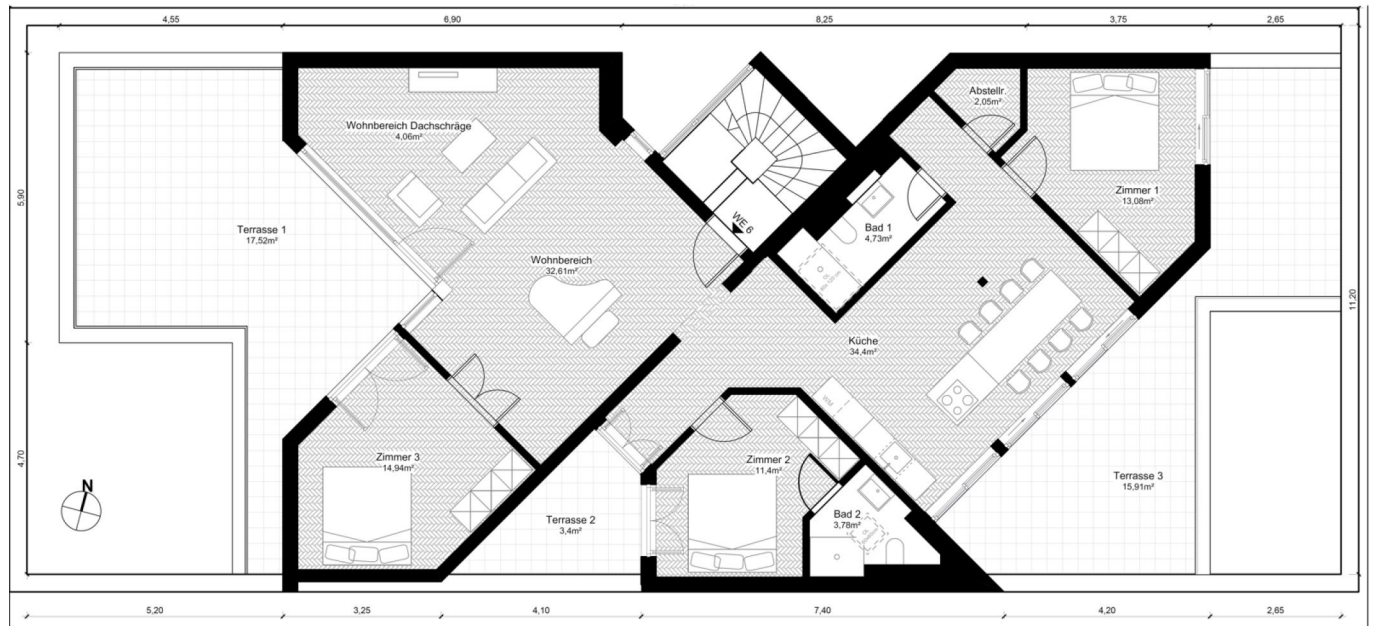 4,55
6,90
8,25
3,75
2,65
Abstellr.
2,05m²
Wohnbereich Dachschräge
4,06m²
Zimmer 1
13,08m²
5,90
WE 6
Bad 1
4,73m²
Terrasse 1
17,52m²
Wohnbereich
32,61m²
11,20
Küche
34,4m²
WM
4,70
Zimmer 3
14,94m²
Zimmer 2
11,4m²
Terrasse 3
15,91m²
N
Terrasse 2
3,4m²
Bad 2
3,78m²
5,20
3,25
4,10
7,40
4,20
2,65